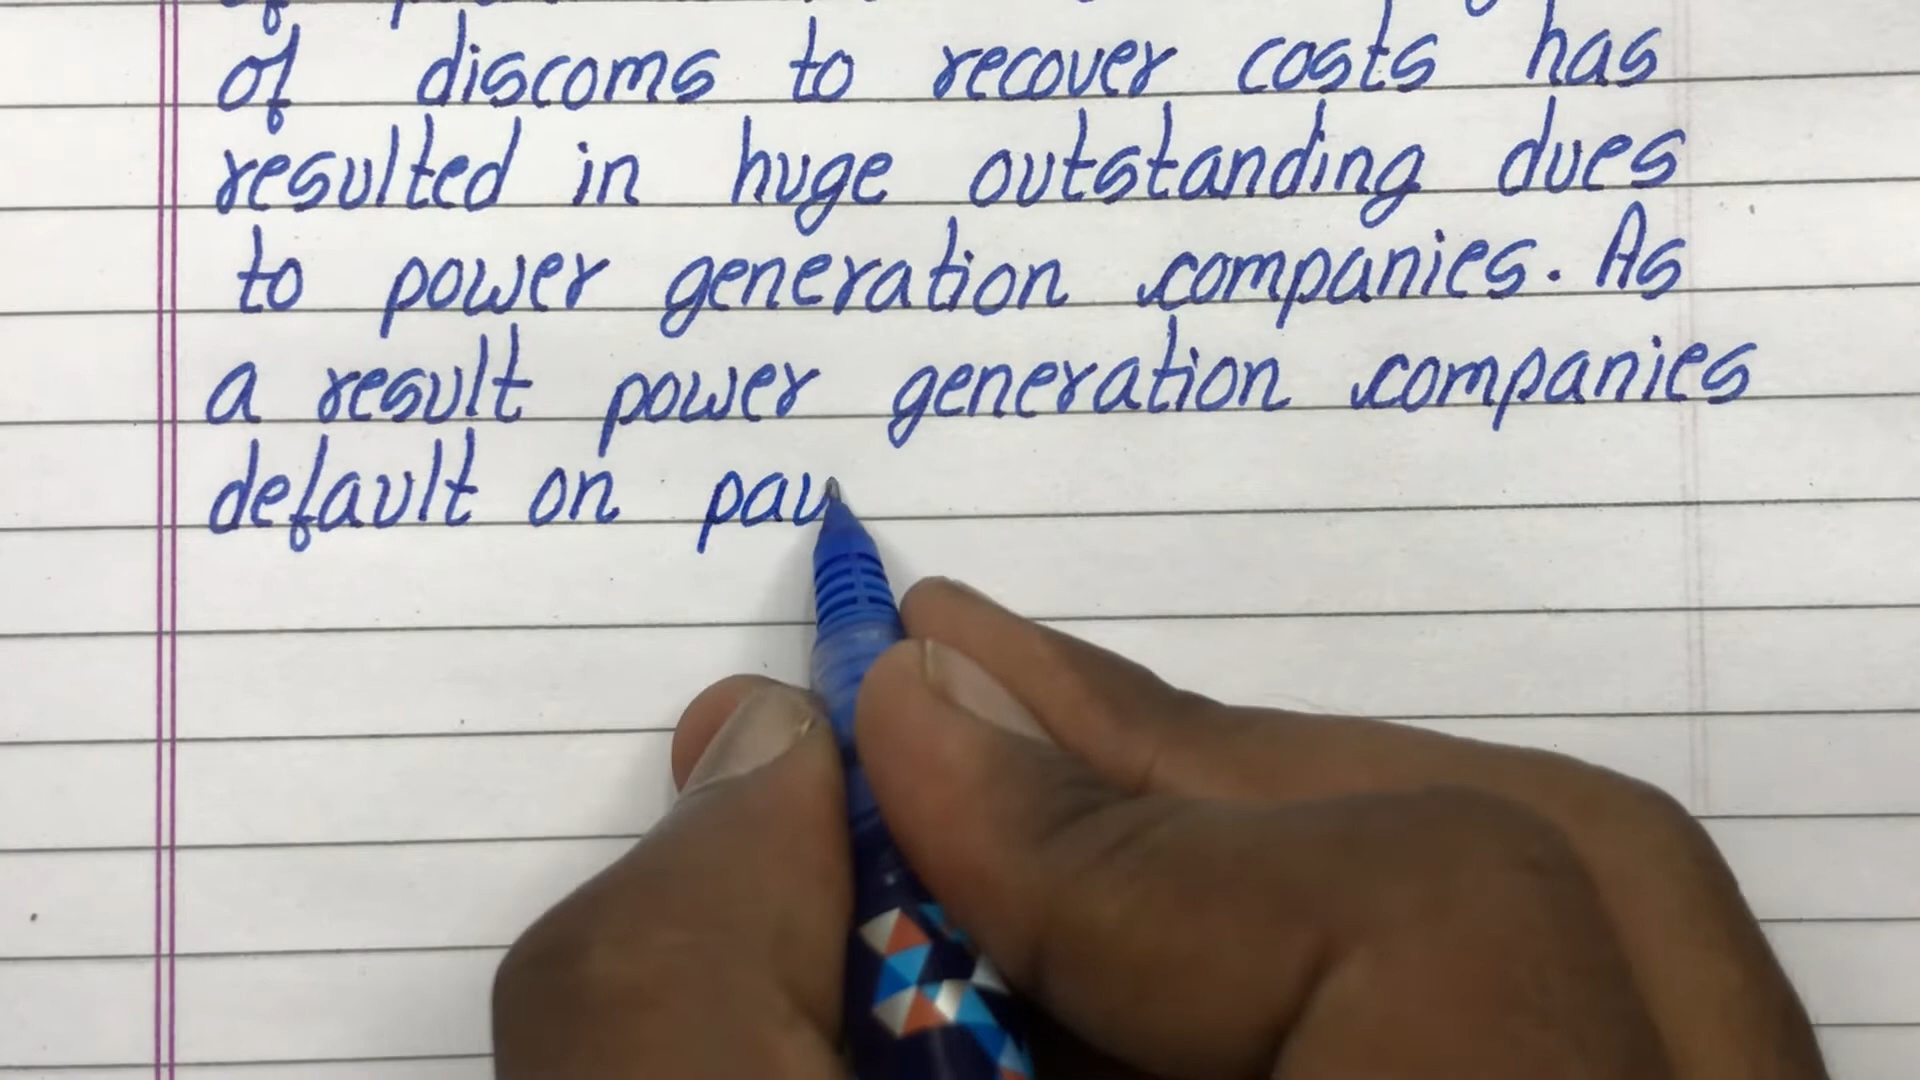 of discoms to recover costs has
resulted in huge outstanding dues
to power generation companies. As
a result power generation companies
default on pau